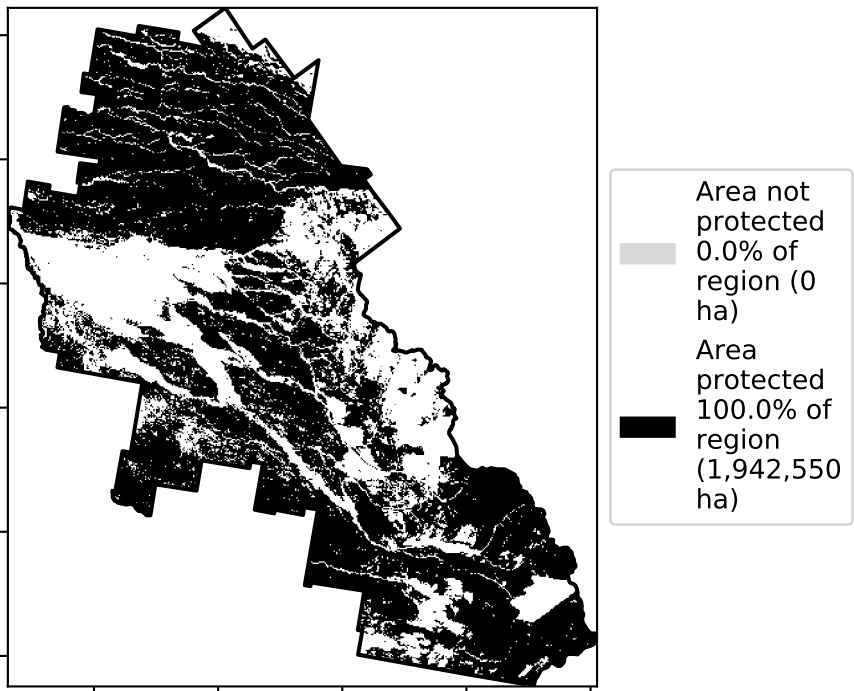 Area not
protected
0.0% of
region (0
ha)
Area
protected
100.0% of
region
(1,942,550
ha)